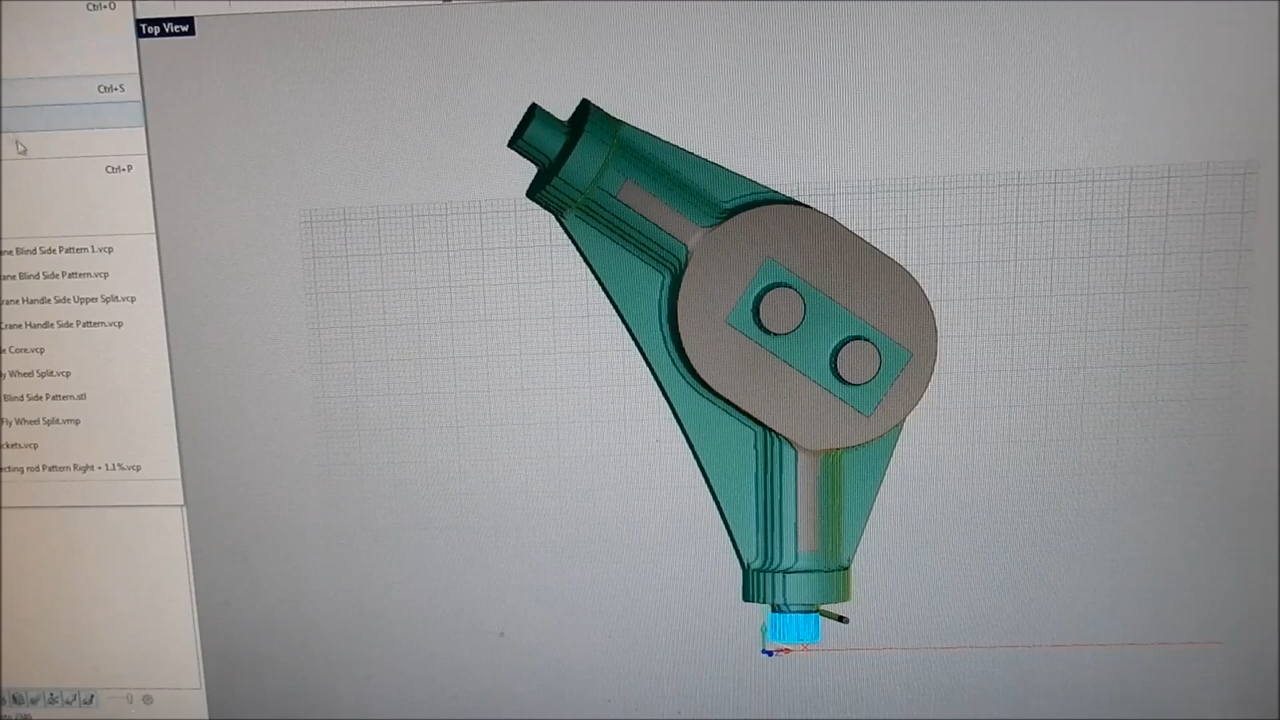 Ctrl+O
Top View
Ctrl+S
Ctrl+P
ane Blind Side Pattern 1.vcp
ane Blind Side Pattern.vcp
rane Handle Side Upper Split.vcp
Crane Handle Side Pattern.vcp
e Core.vcp
y Wheel Split.vcp
Blind Side Pattern.stl
Fly Wheel Split.vmp
ckets.vcp
ecting rod Pattern Right + 1.1%.vcp
X